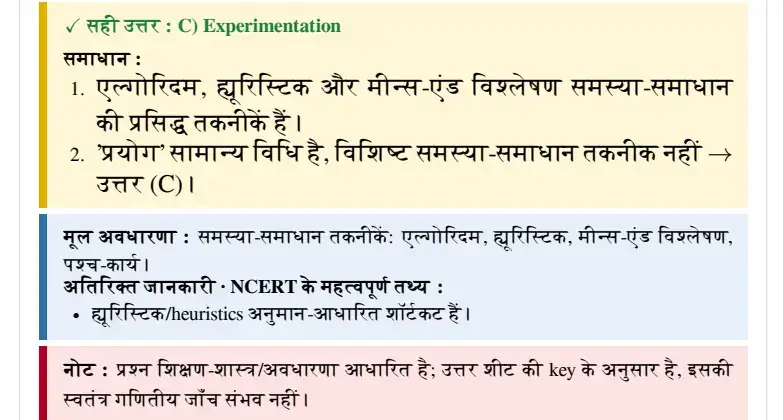 ✓ सही उत्तर : C) Experimentation
समाधान :
1. एल्गोरिदम, ह्यूरिस्टिक और मीन्स-एंड विश्लेषण समस्या-समाधान
की प्रसिद्ध तकनीकें हैं।
2. 'प्रयोग' सामान्य विधि है, विशिष्ट समस्या-समाधान तकनीक नहीं →
उत्तर (C)।
मूल अवधारणा : समस्या-समाधान तकनीकें: एल्गोरिदम, ह्यूरिस्टिक, मीन्स-एंड विश्लेषण,
पश्च-कार्य।
अतिरिक्त जानकारी · NCERT के महत्वपूर्ण तथ्य :
• ह्यूरिस्टिक/heuristics अनुमान-आधारित शॉर्टकट हैं।
नोट : प्रश्न शिक्षण-शास्त्र/अवधारणा आधारित है; उत्तर शीट की key के अनुसार है, इसकी
स्वतंत्र गणितीय जाँच संभव नहीं।